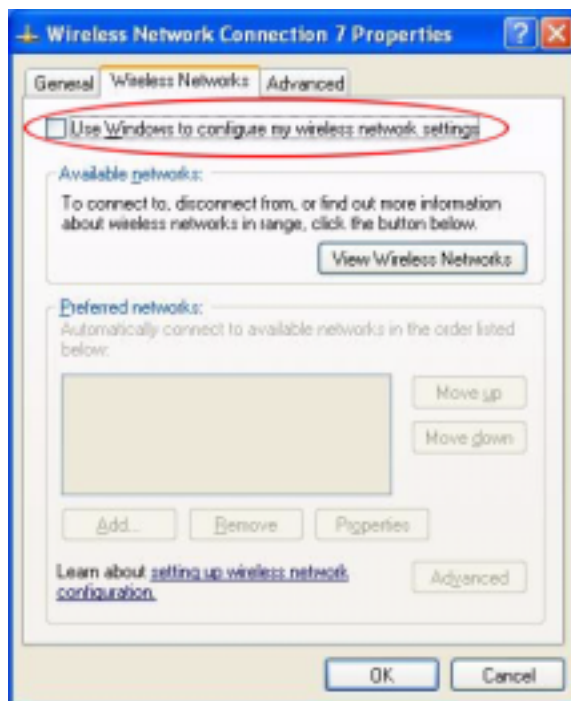 Wireless Network Connection 7 Properties
General Wireless Networks Advanced
Use Windows to configure my wireless network settings
Available networks:
To connect to, disconnect from, or find out more information
about wireless networks in range, click the button below.
View Wireless Networks
Preferred networks:
Automatically connect to available networks in the order listed
below:
Move up
Move down
Add... Remove Properties
Learn about setting up wireless network
configuration.
Advanced
OK Cancel